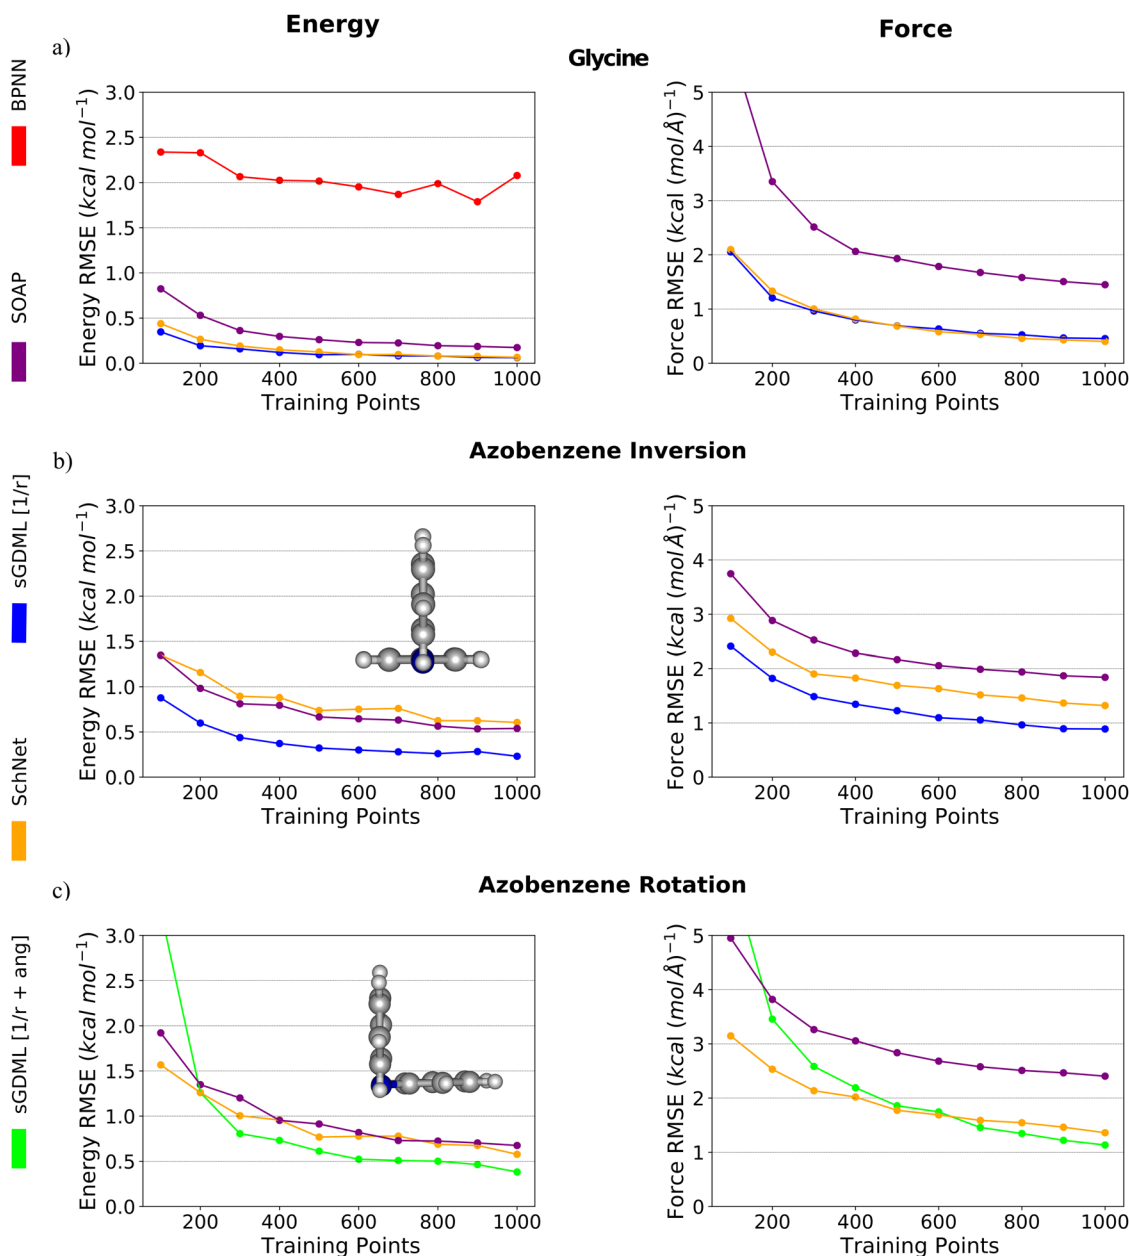 Energy
Force
a)
Glycine
BPNN
SOAP
sGDML [1/r]
SchNet
sGDML [1/r + ang]
Energy RMSE (kcal mol⁻¹)
3.0
2.5
2.0
1.5
1.0
0.5
0.0
200 400 600 800 1000
Training Points
Force RMSE (kcal (mol Å)⁻¹
5
4
3
2
1
0
200 400 600 800 1000
Training Points
b)
Azobenzene Inversion
Energy RMSE (kcal mol⁻¹)
3.0
2.5
2.0
1.5
1.0
0.5
0.0
200 400 600 800 1000
Training Points
Force RMSE (kcal (mol Å)⁻¹
5
4
3
2
1
0
200 400 600 800 1000
Training Points
c)
Azobenzene Rotation
Energy RMSE (kcal mol⁻¹)
3.0
2.5
2.0
1.5
1.0
0.5
0.0
200 400 600 800 1000
Training Points
Force RMSE (kcal (mol Å)⁻¹
5
4
3
2
1
0
200 400 600 800 1000
Training Points